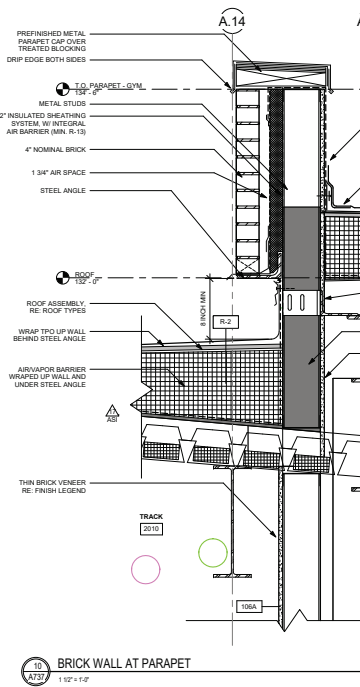 A.14
PREFINISHED METAL
PARAPET CAP OVER
TREATED BLOCKING
DRIP EDGE BOTH SIDES
T.O. PARAPET - GYM
134' - 6"
METAL STUDS
2" INSULATED SHEATHING
SYSTEM, W/ INTEGRAL
AIR BARRIER (MIN. R-13)
4" NOMINAL BRICK
1 3/4" AIR SPACE
STEEL ANGLE
ROOF
132' - 0"
8 INCH MIN
ROOF ASSEMBLY,
RE: ROOF TYPES
R-2
WRAP TPO UP WALL
BEHIND STEEL ANGLE
AIR/VAPOR BARRIER
WRAPED UP WALL AND
UNDER STEEL ANGLE
17
ASI
THIN BRICK VENEER
RE: FINISH LEGEND
TRACK
2010
106A
10
A737
BRICK WALL AT PARAPET
1 1/2" = 1'-0"